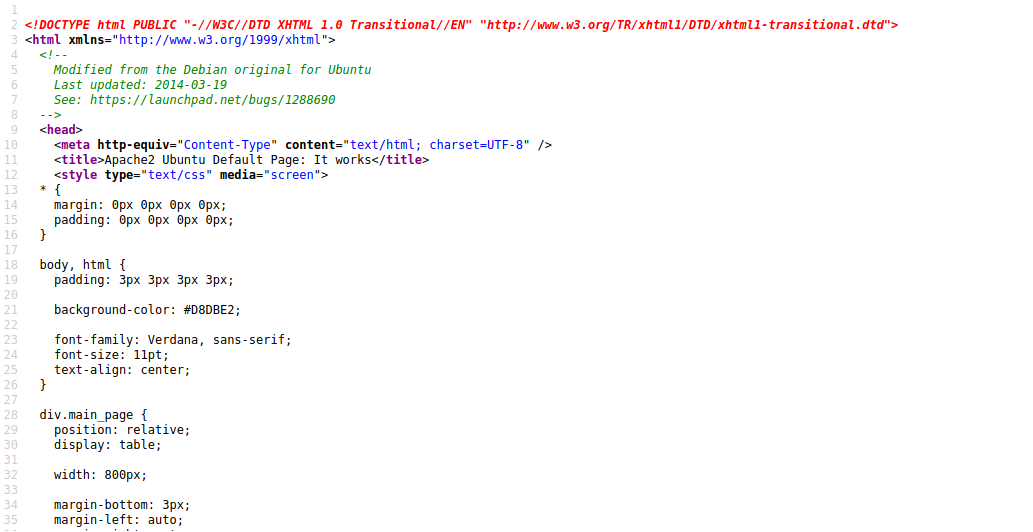 1
2 <!DOCTYPE html PUBLIC "-//W3C//DTD XHTML 1.0 Transitional//EN" "http://www.w3.org/TR/xhtml1/DTD/xhtml1-transitional.dtd">
3 <html xmlns="http://www.w3.org/1999/xhtml">
4   <!--
5     Modified from the Debian original for Ubuntu
6     Last updated: 2014-03-19
7     See: https://launchpad.net/bugs/1288690
8   -->
9   <head>
10     <meta http-equiv="Content-Type" content="text/html; charset=UTF-8" />
11     <title>Apache2 Ubuntu Default Page: It works</title>
12     <style type="text/css" media="screen">
13   * {
14     margin: 0px 0px 0px 0px;
15     padding: 0px 0px 0px 0px;
16   }
17
18   body, html {
19     padding: 3px 3px 3px 3px;
20
21     background-color: #D8DBE2;
22
23     font-family: Verdana, sans-serif;
24     font-size: 11pt;
25     text-align: center;
26   }
27
28   div.main_page {
29     position: relative;
30     display: table;
31
32     width: 800px;
33
34     margin-bottom: 3px;
35     margin-left: auto;